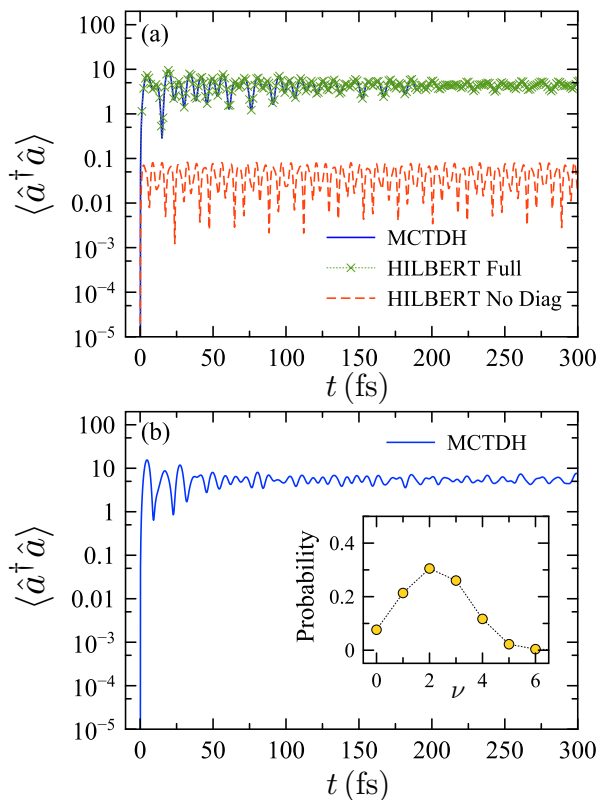 (a)
100
10
1
0.1
0.01
10⁻³
10⁻⁴
10⁻⁵
⟨â†â⟩
MCTDH
HILBERT Full
HILBERT No Diag
0 50 100 150 200 250 300
t (fs)
(b)
MCTDH
100
10
1
0.1
0.01
10⁻³
10⁻⁴
10⁻⁵
⟨â†â⟩
Probability
0.4
0.2
0
0 2 4 6
ν
0 50 100 150 200 250 300
t (fs)